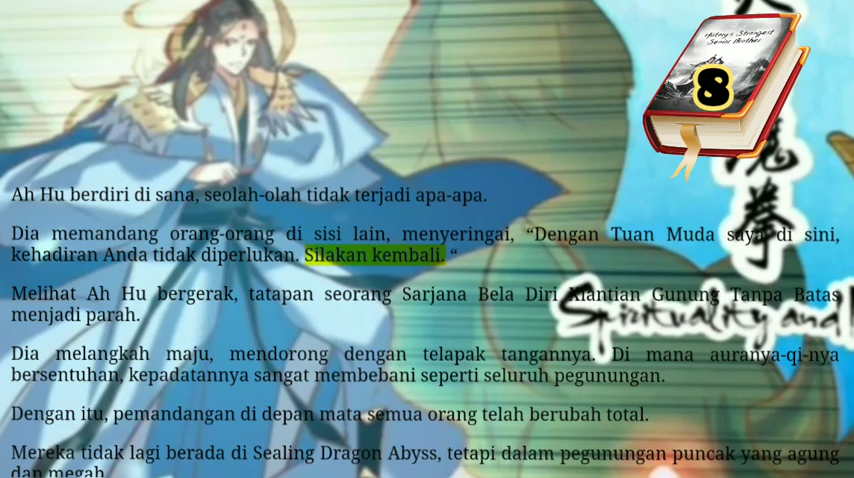 History's Strongest
Senior Brother
8
Ah Hu berdiri di sana, seolah-olah tidak terjadi apa-apa.
Dia memandang orang-orang di sisi lain, menyeringai, “Dengan Tuan Muda saya di sini,
kehadiran Anda tidak diperlukan. Silakan kembali. “
Melihat Ah Hu bergerak, tatapan seorang Sarjana Bela Diri Xiantian Gunung Tanpa Batas
menjadi parah.
Dia melangkah maju, mendorong dengan telapak tangannya. Di mana auranya-qi-nya
bersentuhan, kepadatannya sangat membebani seperti seluruh pegunungan.
Dengan itu, pemandangan di depan mata semua orang telah berubah total.
Mereka tidak lagi berada di Sealing Dragon Abyss, tetapi dalam pegunungan puncak yang agung
dan megah
Spirituality and